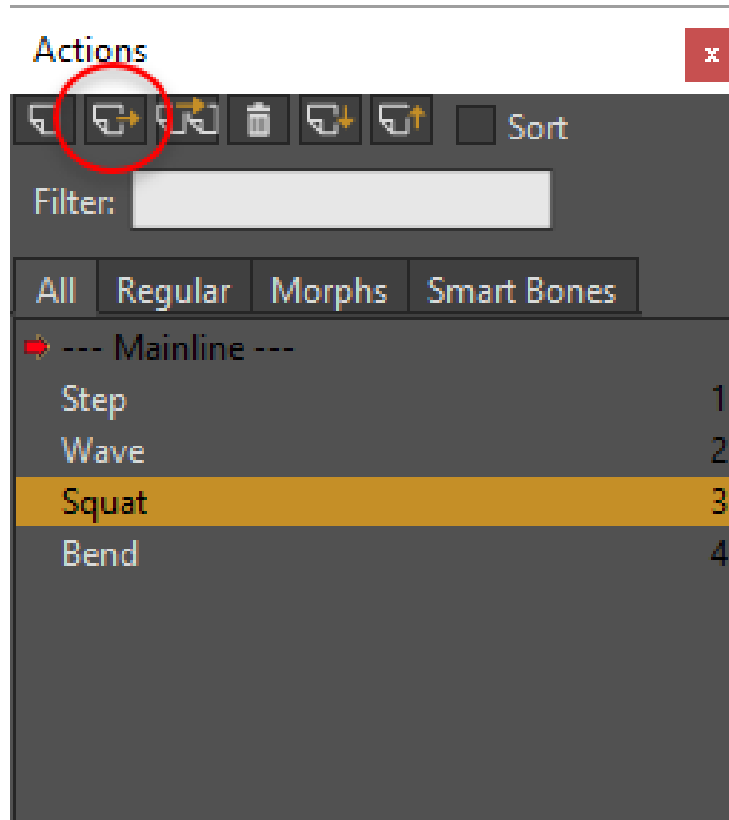 Actions x
Sort
Filter:
All Regular Morphs Smart Bones
--- Mainline ---
Step 1
Wave 2
Squat 3
Bend 4